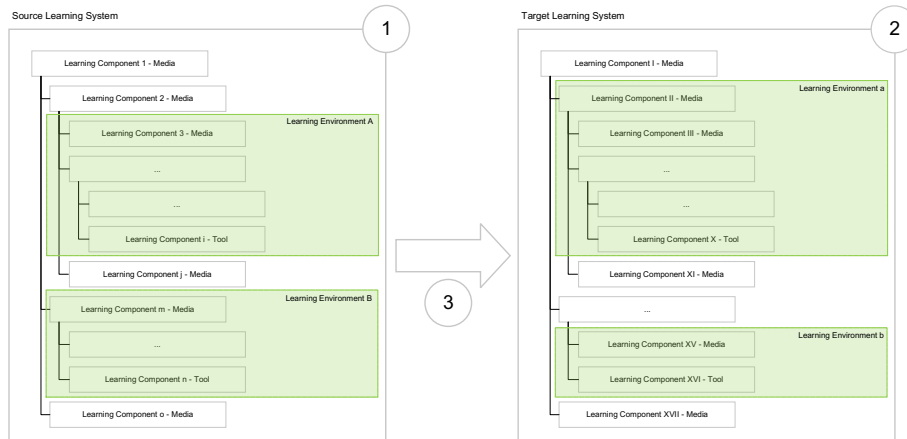 Source Learning System
1
Learning Component 1 - Media
Learning Component 2 - Media
Learning Environment A
Learning Component 3 - Media
...
...
Learning Component i - Tool
Learning Component j - Media
Learning Environment B
Learning Component m - Media
...
Learning Component n - Tool
Learning Component o - Media
3
Target Learning System
2
Learning Component I - Media
Learning Environment a
Learning Component II - Media
Learning Component III - Media
...
...
Learning Component X - Tool
Learning Component XI - Media
...
Learning Environment b
Learning Component XV - Media
Learning Component XVI - Tool
Learning Component XVII - Media